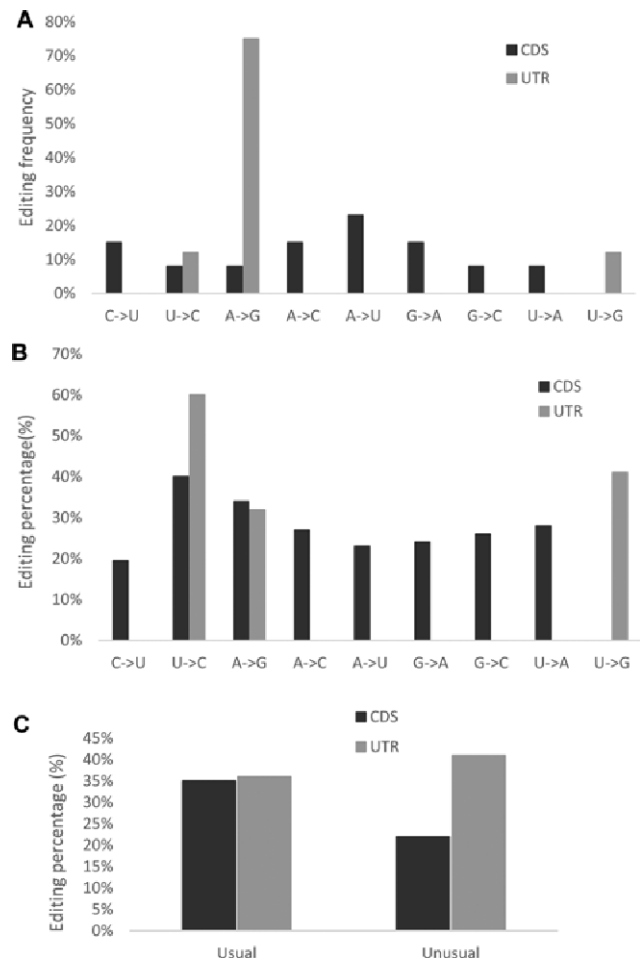 A
80%
70%
60%
50%
40%
30%
20%
10%
0%
Editing frequency
CDS
UTR
C->U U->C A->G A->C A->U G->A G->C U->A U->G
B
70%
60%
50%
40%
30%
20%
10%
0%
Editing percentage(%)
CDS
UTR
C->U U->C A->G A->C A->U G->A G->C U->A U->G
C
45%
40%
35%
30%
25%
20%
15%
10%
5%
0%
Editing percentage (%)
CDS
UTR
Usual Unusual